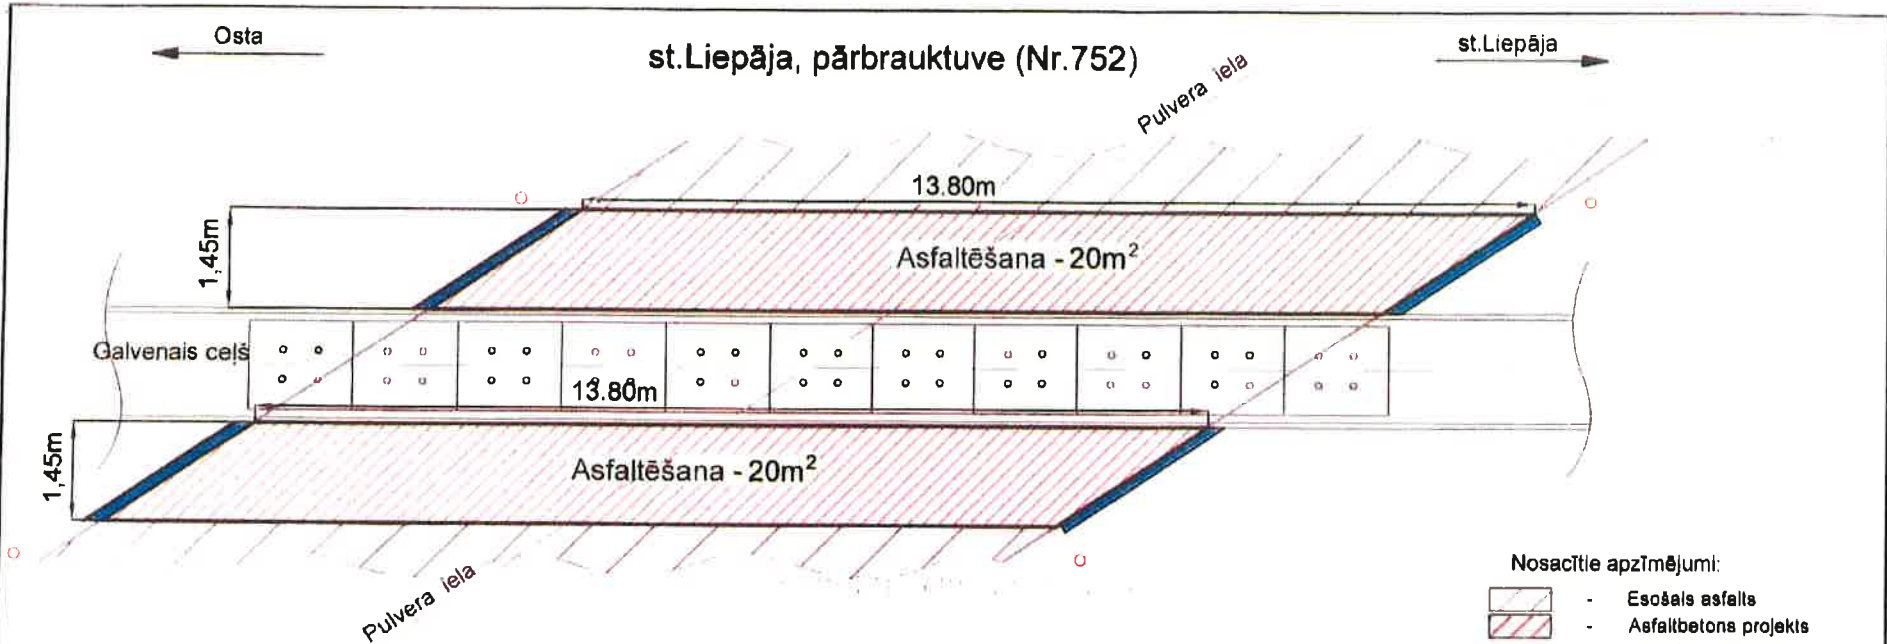 Osta
st.Liepāja, pārbrauktuve (Nr.752)
st.Liepāja
Pulvera iela
13.80m
1,45m
Asfaltēšana - 20m²
Galvenais ceļš
13.80m
1,45m
Asfaltēšana - 20m²
Pulvera iela
Nosacītie apzīmējumi:
- Esošais asfalts
- Asfaltbetons projekts